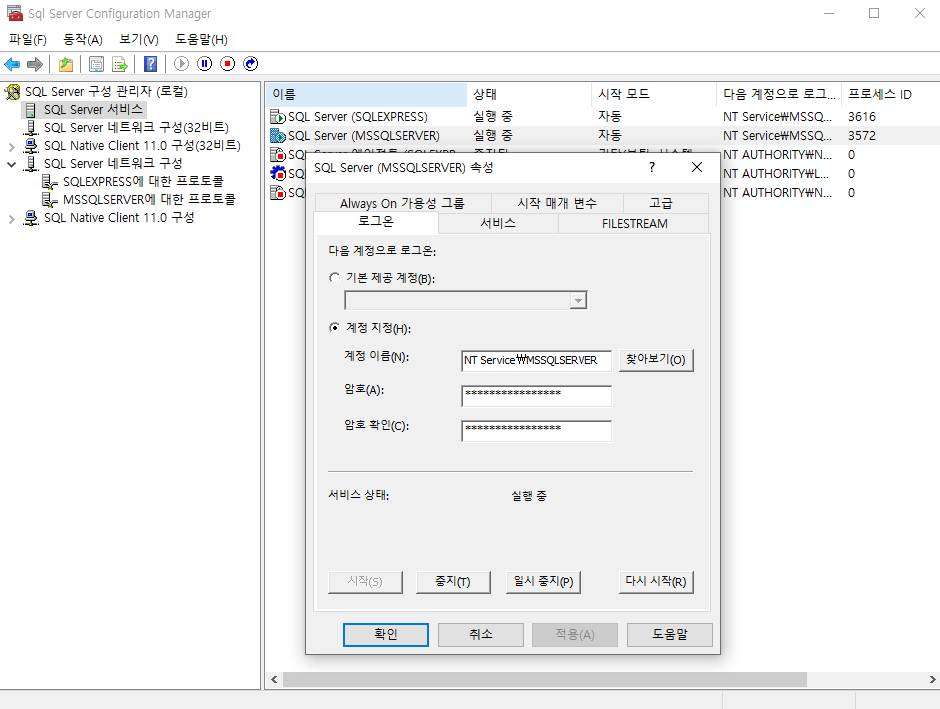 Sql Server Configuration Manager
파일(F) 동작(A) 보기(V) 도움말(H)
SQL Server 구성 관리자 (로컬)
SQL Server 서비스
SQL Server 네트워크 구성(32비트)
SQL Native Client 11.0 구성(32비트)
SQL Server 네트워크 구성
SQLEXPRESS에 대한 프로토콜
MSSQLSERVER에 대한 프로토콜
SQL Native Client 11.0 구성
이름 상태 시작 모드 다음 계정으로 로그... 프로세스 ID
SQL Server (SQLEXPRESS) 실행 중 자동 NT Service₩MSSQ... 3616
SQL Server (MSSQLSERVER) 실행 중 자동 NT Service₩MSSQ... 3572
NT AUTHORITY₩N... 0
SQ NT AUTHORITY₩L... 0
SQ NT AUTHORITY₩N... 0
SQL Server (MSSQLSERVER) 속성 ?
Always On 가용성 그룹 시작 매개 변수 고급
로그온 서비스 FILESTREAM
다음 계정으로 로그온:
기본 제공 계정(B):
계정 지정(H):
계정 이름(N): NT Service₩MSSQLSERVER 찾아보기(O)
암호(A): ****************
암호 확인(C): ****************
서비스 상태: 실행 중
시작(S) 중지(T) 일시 중지(P) 다시 시작(R)
확인 취소 적용(A) 도움말